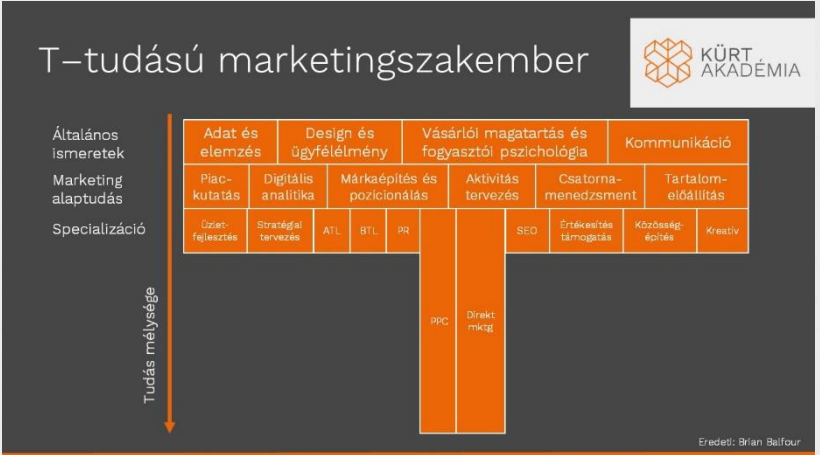 T–tudású marketingszakember
KÜRT
AKADÉMIA
Általános
ismeretek
Adat és
elemzés
Design és
ügyfélélmény
Vásárlói magatartás és
fogyasztói pszichológia
Kommunikáció
Marketing
alaptudás
Piac-
kutatás
Digitális
analitika
Márkaépítés és
pozicionálás
Aktivitás
tervezés
Csatorna-
menedzsment
Tartalom-
előállítás
Specializáció
Üzlet-
fejlesztés
Stratégiai
tervezés
ATL
BTL
PR
PPC
Direkt
mktg
SEO
Értékesítés
támogatás
Közösség-
építés
Kreatív
Tudás mélysége
Eredeti: Brian Balfour